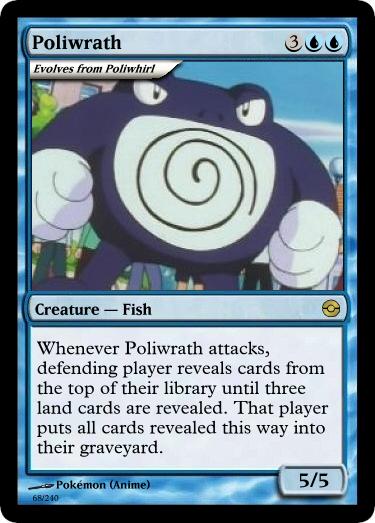 Poliwrath 3
Evolves from Poliwhirl
Creature — Fish
Whenever Poliwrath attacks,
defending player reveals cards from
the top of their library until three
land cards are revealed. That player
puts all cards revealed this way into
their graveyard.
Pokémon (Anime)
5/5
68/240